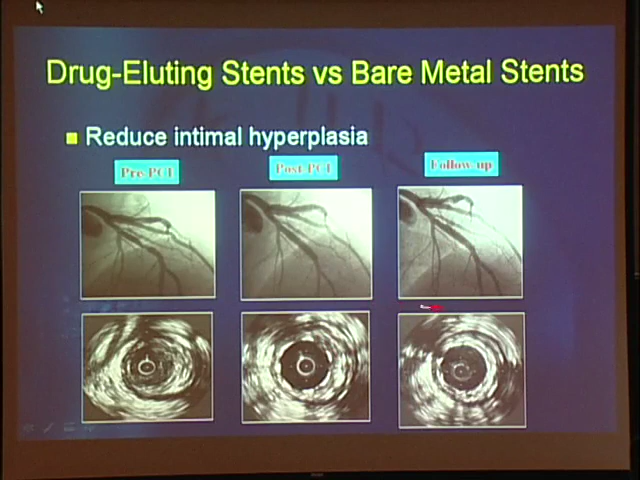 Drug-Eluting Stents vs Bare Metal Stents
Reduce intimal hyperplasia
Pre-PCI Post-PCI Follow-up